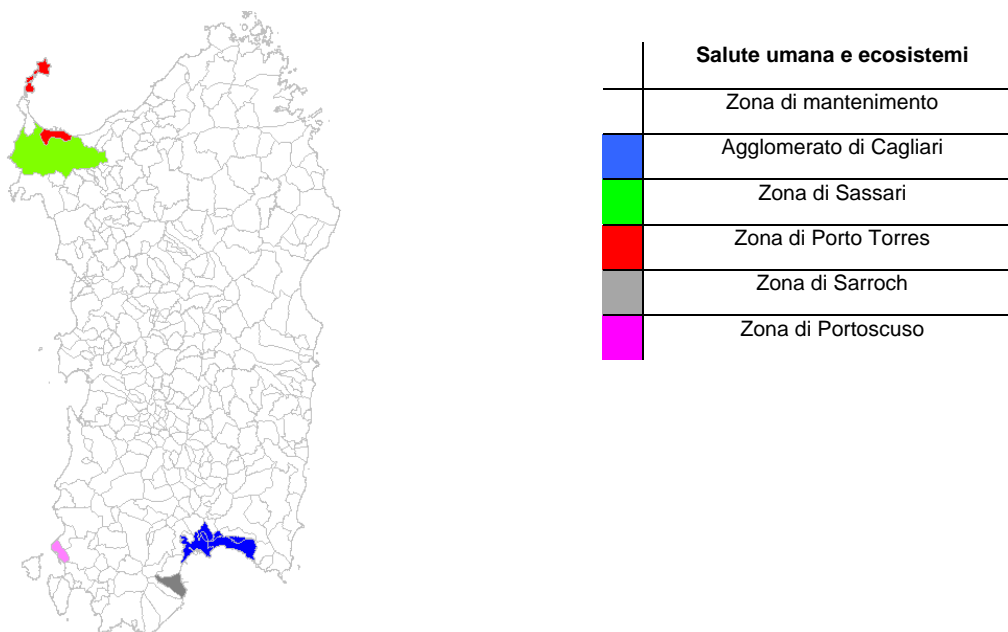 Salute umana e ecosistemi
Zona di mantenimento
Agglomerato di Cagliari
Zona di Sassari
Zona di Porto Torres
Zona di Sarroch
Zona di Portoscuso